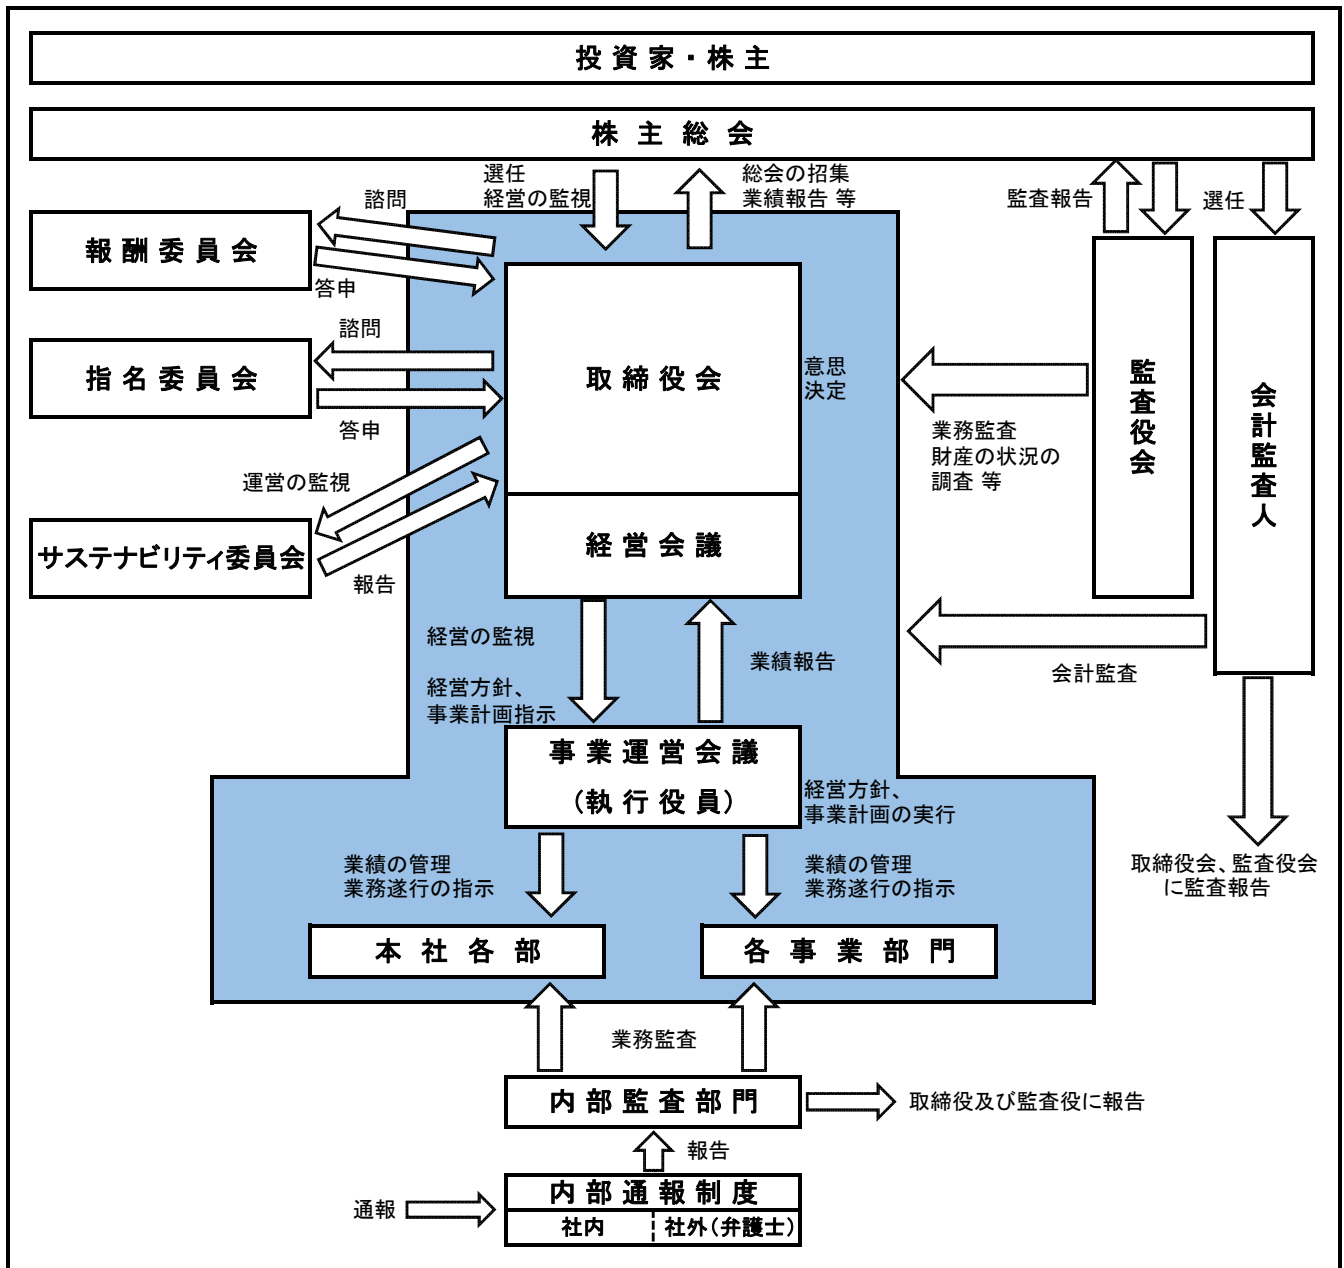 投資家・株主
株主総会
選任
経営の監視
総会の招集
業績報告 等
監査報告
選任
諮問
報酬委員会
答申
諮問
指名委員会
答申
運営の監視
サステナビリティ委員会
報告
取締役会
意思
決定
経営会議
業務監査
財産の状況の
調査 等
監査役会
会計監査人
会計監査
経営の監視
経営方針、
事業計画指示
業績報告
事業運営会議
(執行役員)
経営方針、
事業計画の実行
業績の管理
業務遂行の指示
業績の管理
業務遂行の指示
取締役会、監査役会
に監査報告
本社各部
各事業部門
業務監査
内部監査部門
取締役及び監査役に報告
報告
内部通報制度
通報
社内
社外(弁護士)